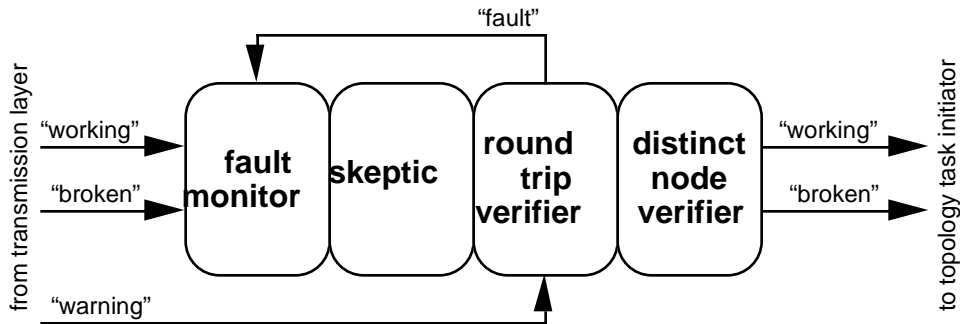 “fault”
from transmission layer
“working”
“broken”
“warning”
fault
monitor
skeptic
round
trip
verifier
distinct
node
verifier
“working”
“broken”
to topology task initiator